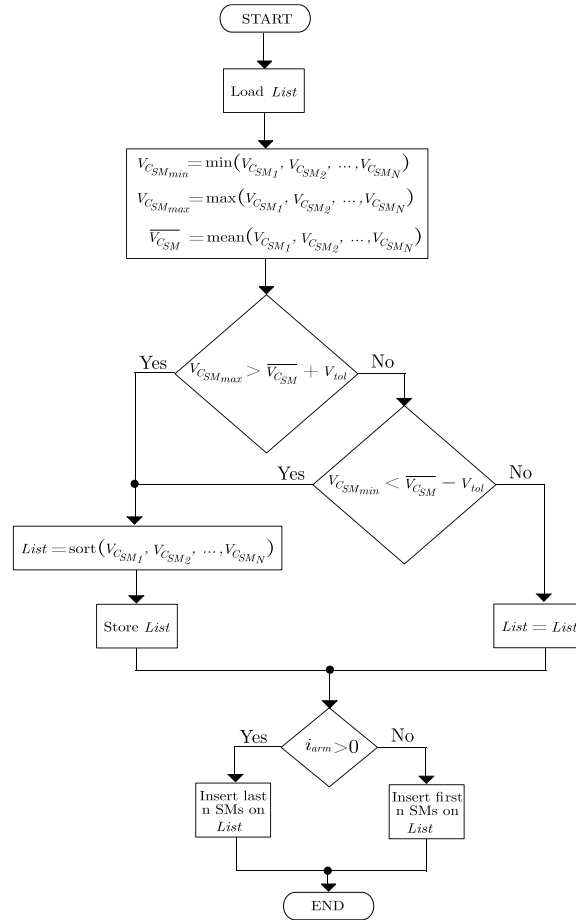 START
Load List
V_{C_{SM_{min}}} = min(V_{C_{SM_1}}, V_{C_{SM_2}}, ..., V_{C_{SM_N}})
V_{C_{SM_{max}}} = max(V_{C_{SM_1}}, V_{C_{SM_2}}, ..., V_{C_{SM_N}})
\overline{V_{C_{SM}}} = mean(V_{C_{SM_1}}, V_{C_{SM_2}}, ..., V_{C_{SM_N}})
Yes
V_{C_{SM_{max}}} > \overline{V_{C_{SM}}} + V_{tol}
No
Yes
V_{C_{SM_{min}}} < \overline{V_{C_{SM}}} − V_{tol}
No
List = sort(V_{C_{SM_1}}, V_{C_{SM_2}}, ..., V_{C_{SM_N}})
Store List
List = List
Yes
i_{arm} > 0
No
Insert last
n SMs on
List
Insert first
n SMs on
List
END